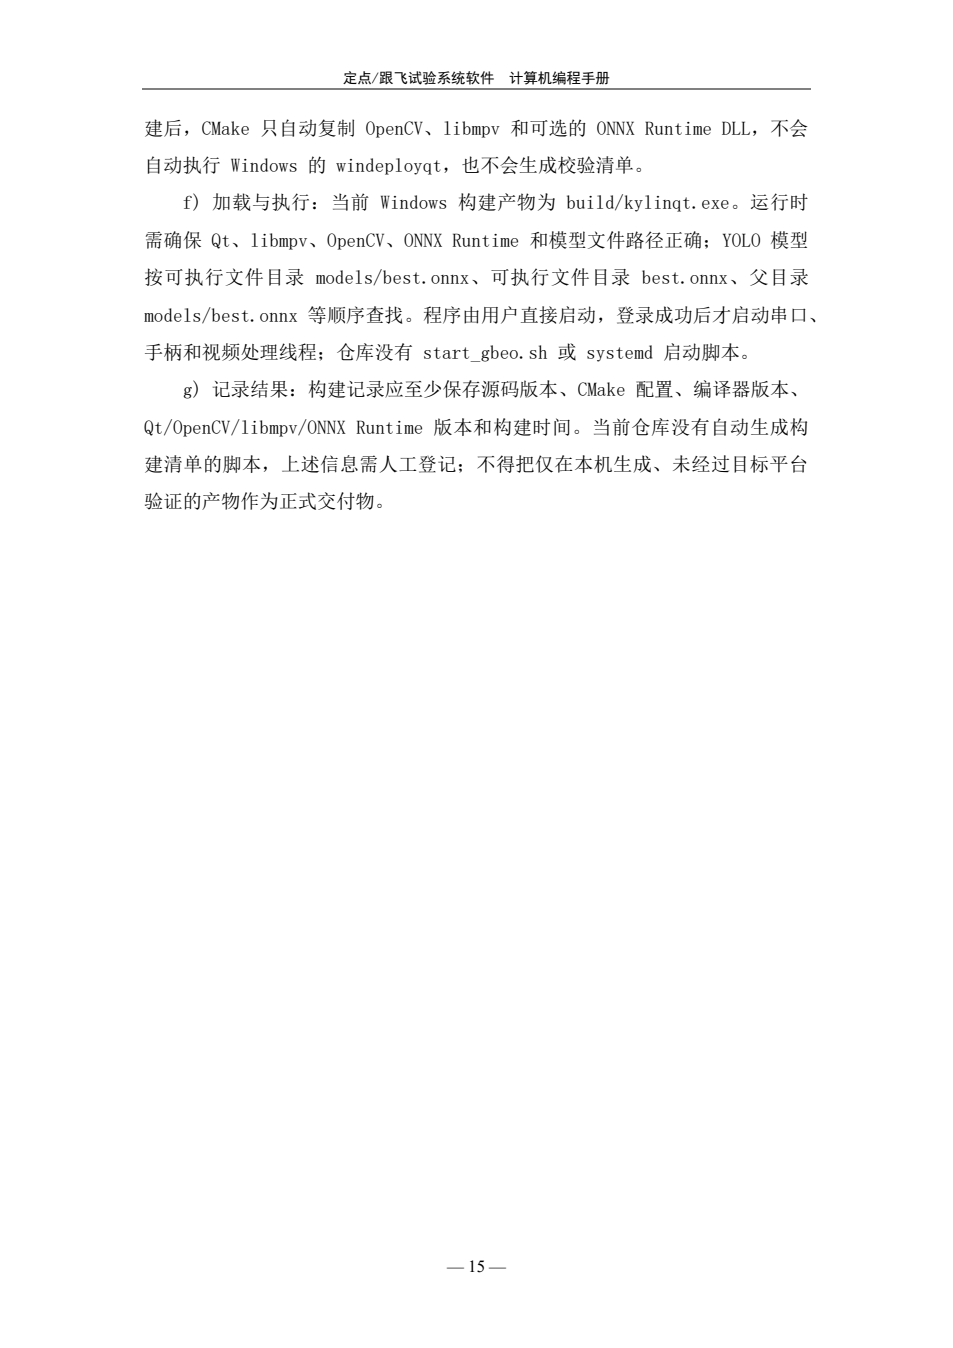 定点/跟飞试验系统软件　计算机编程手册
建后，CMake 只自动复制 OpenCV、libmpv 和可选的 ONNX Runtime DLL，不会
自动执行 Windows 的 windeployqt，也不会生成校验清单。
f) 加载与执行：当前 Windows 构建产物为 build/kylinqt.exe。运行时
需确保 Qt、libmpv、OpenCV、ONNX Runtime 和模型文件路径正确；YOLO 模型
按可执行文件目录 models/best.onnx、可执行文件目录 best.onnx、父目录
models/best.onnx 等顺序查找。程序由用户直接启动，登录成功后才启动串口、
手柄和视频处理线程；仓库没有 start_gbeo.sh 或 systemd 启动脚本。
g) 记录结果：构建记录应至少保存源码版本、CMake 配置、编译器版本、
Qt/OpenCV/libmpv/ONNX Runtime 版本和构建时间。当前仓库没有自动生成构
建清单的脚本，上述信息需人工登记；不得把仅在本机生成、未经过目标平台
验证的产物作为正式交付物。
— 15 —